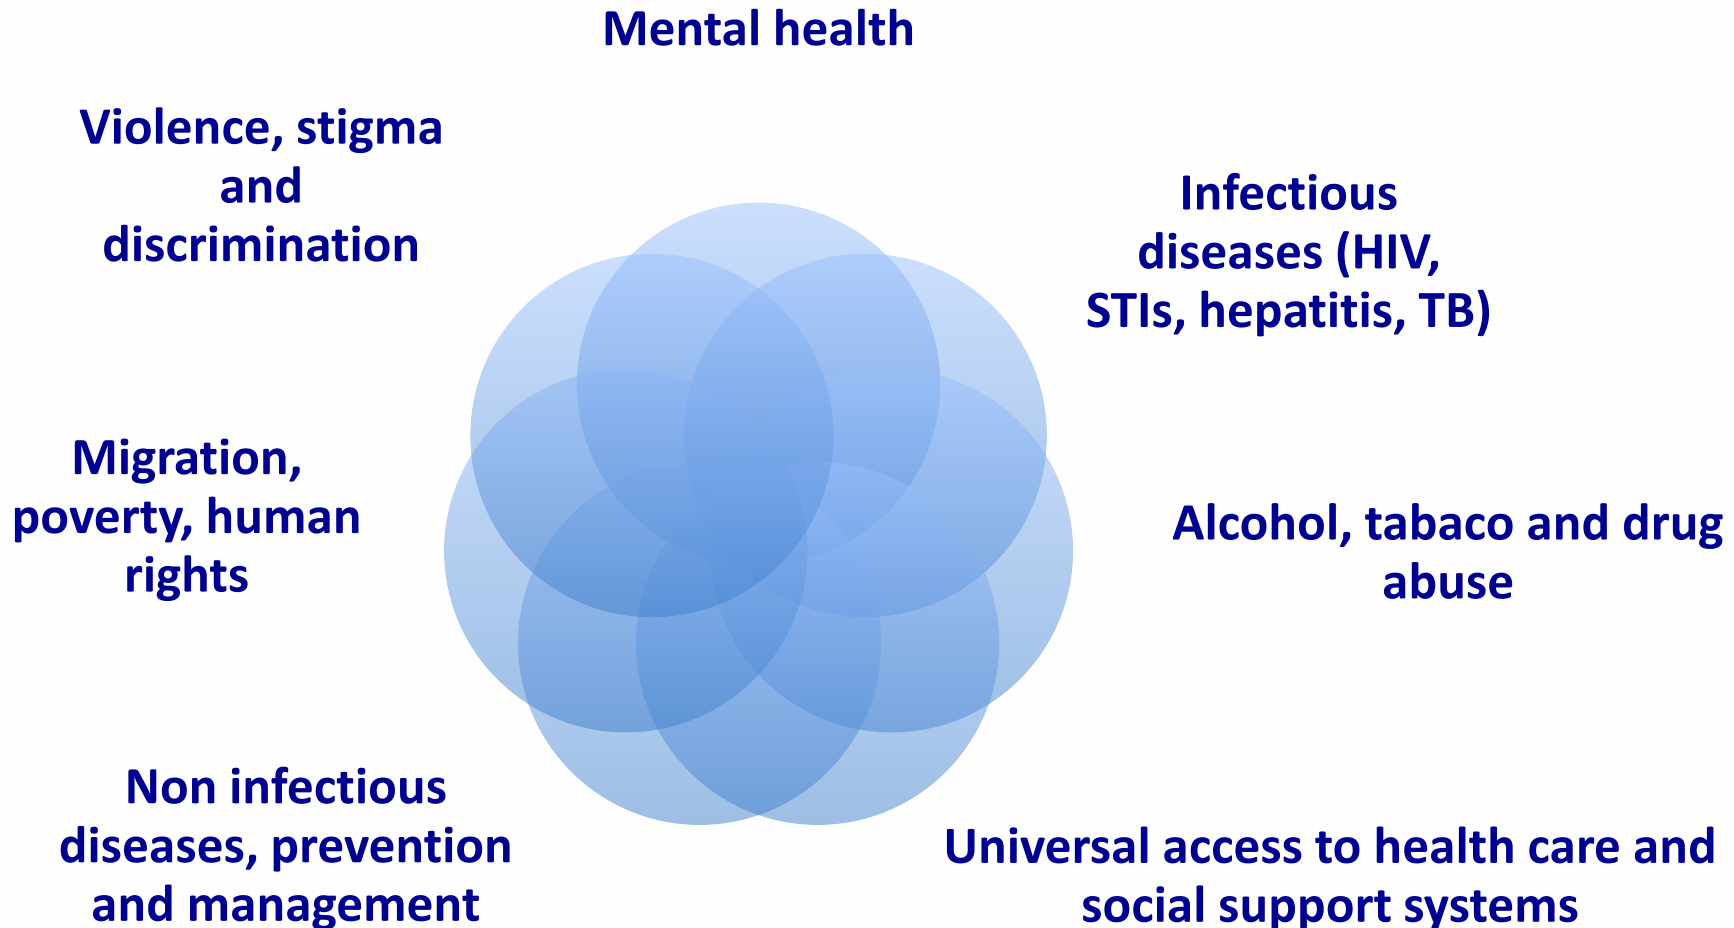 Mental health
Violence, stigma
and
discrimination
Infectious
diseases (HIV,
STIs, hepatitis, TB)
Migration,
poverty, human
rights
Alcohol, tabaco and drug
abuse
Non infectious
diseases, prevention
and management
Universal access to health care and
social support systems